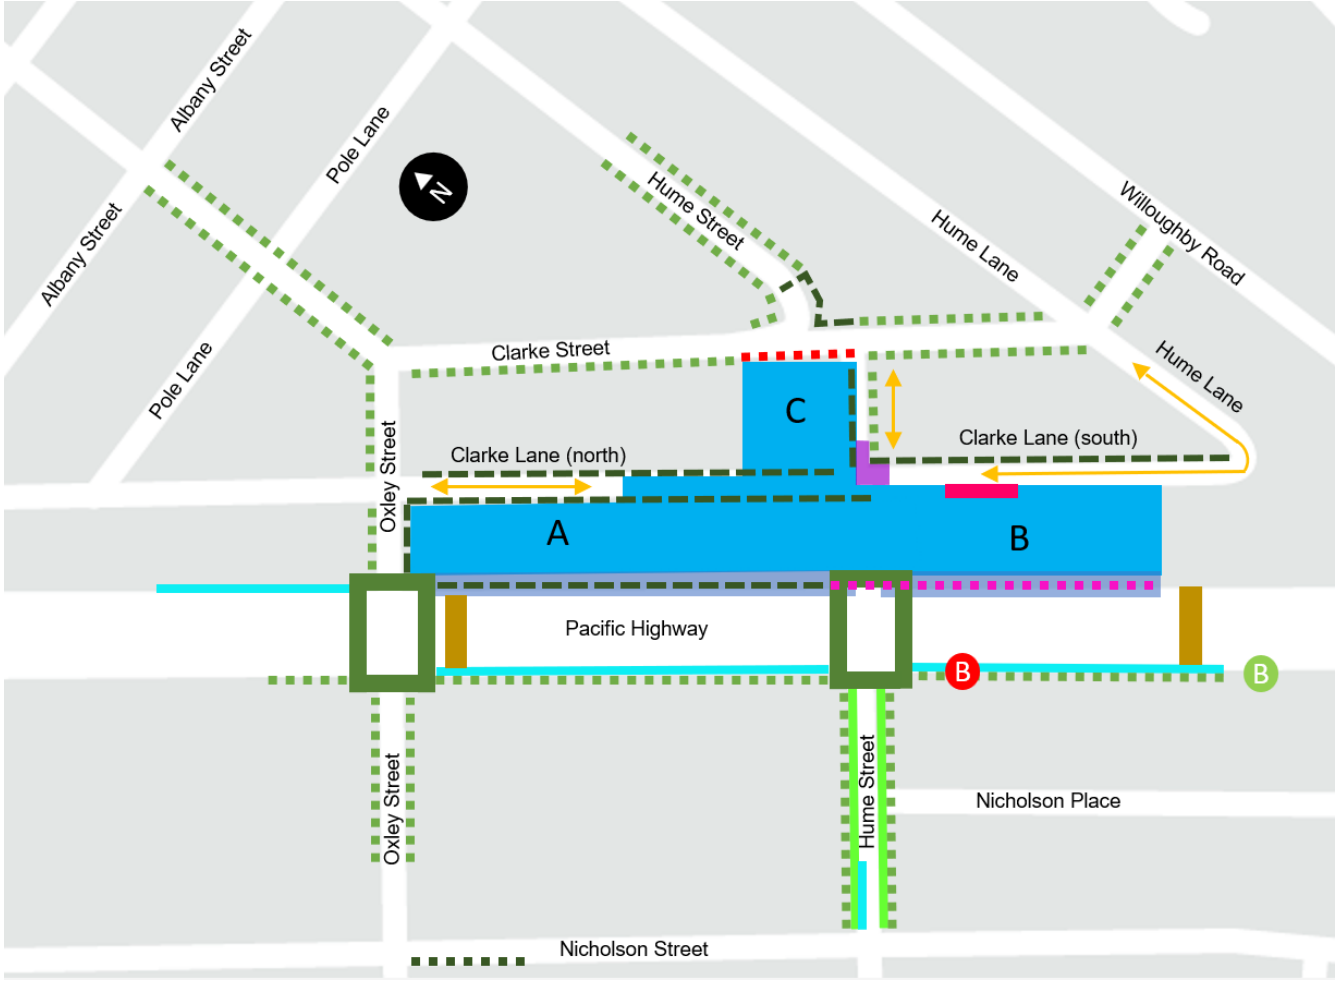 Albany Street
Pole Lane
N
Hume Street
Willoughby Road
Hume Lane
Albany Street
Clarke Street
Hume Lane
Pole Lane
C
Clarke Lane (south)
Clarke Lane (north)
Oxley Street
A
B
Pacific Highway
B
B
Oxley Street
Hume Street
Nicholson Place
Nicholson Street